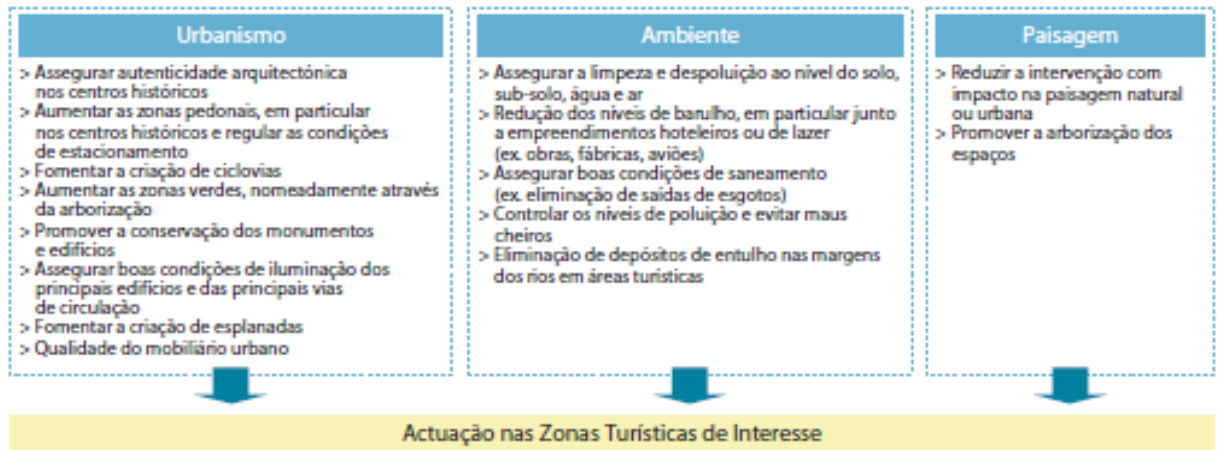 Urbanismo
> Assegurar autenticidade arquitectónica
nos centros históricos
> Aumentar as zonas pedonais, em particular
nos centros históricos e regular as condições
de estacionamento
> Fomentar a criação de ciclovias
> Aumentar as zonas verdes, nomeadamente através
da arborização
> Promover a conservação dos monumentos
e edifícios
> Assegurar boas condições de iluminação dos
principais edifícios e das principais vias
de circulação
> Fomentar a criação de esplanadas
> Qualidade do mobiliário urbano
Ambiente
> Assegurar a limpeza e despoluição ao nível do solo,
sub-solo, água e ar
> Redução dos níveis de barulho, em particular junto
a empreendimentos hoteleiros ou de lazer
(ex. obras, fábricas, aviões)
> Assegurar boas condições de saneamento
(ex. eliminação de saídas de esgotos)
> Controlar os níveis de poluição e evitar maus
cheiros
> Eliminação de depósitos de entulho nas margens
dos rios em áreas turísticas
Paisagem
> Reduzir a intervenção com
impacto na paisagem natural
ou urbana
> Promover a arborização dos
espaços
Actuação nas Zonas Turísticas de Interesse